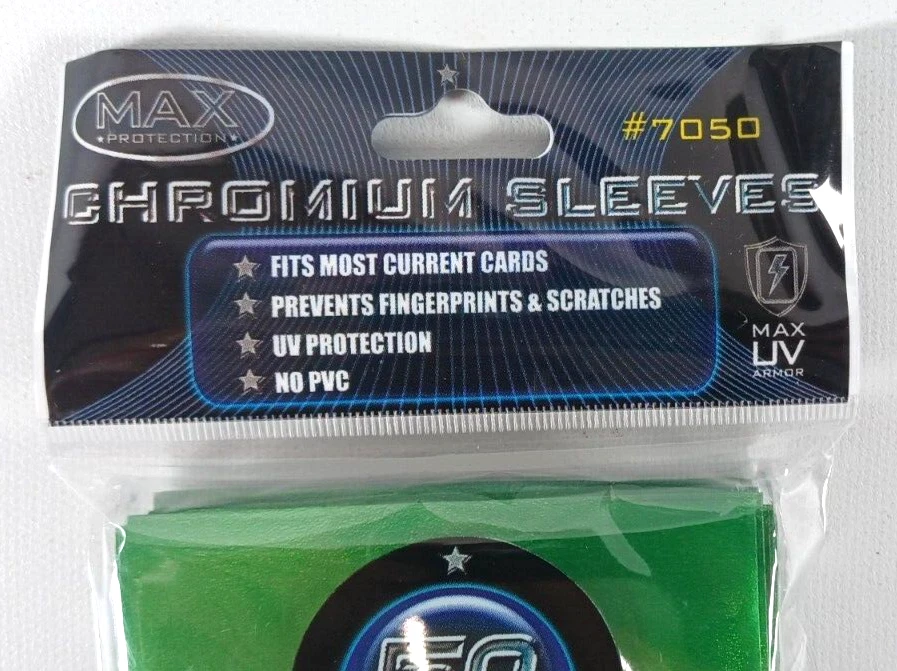 MAX
PROTECTION
#7050
CHROMIUM SLEEVES
FITS MOST CURRENT CARDS
PREVENTS FINGERPRINTS & SCRATCHES
UV PROTECTION
NO PVC
MAX
UV
ARMOR
50